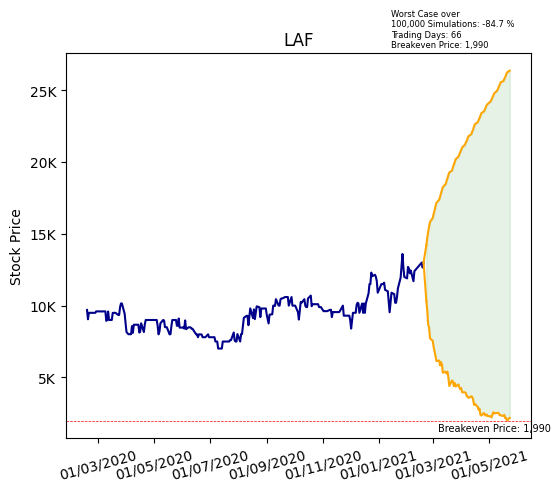 Worst Case over
100,000 Simulations: -84.7 %
Trading Days: 66
Breakeven Price: 1,990
LAF
Stock Price
25K
20K
15K
10K
5K
Breakeven Price: 1,990
01/03/2020 01/05/2020 01/07/2020 01/09/2020 01/11/2020 01/01/2021 01/03/2021 01/05/2021